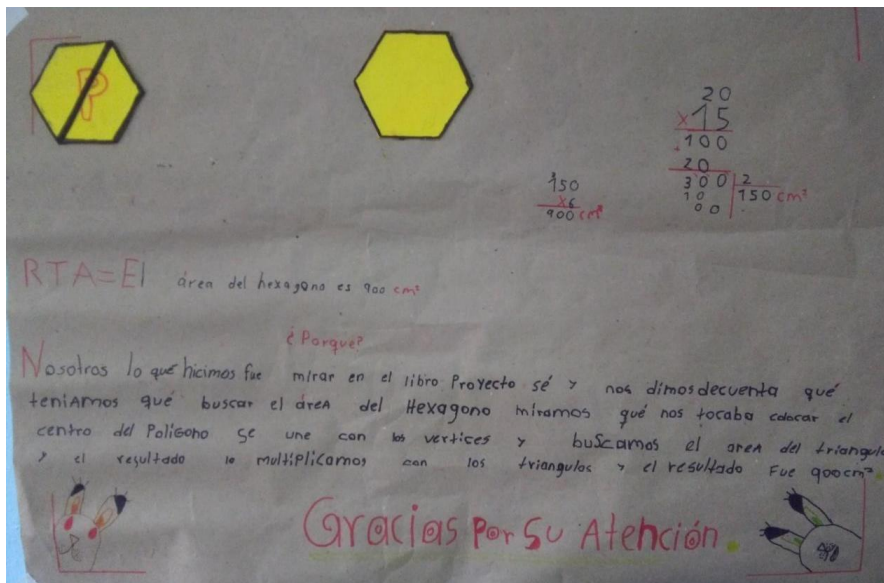 P
20
x 15
100
20
300 2
10 150 cm²
00
150
x6
900 cm²
RTA=El área del hexagono es 900 cm²
¿Porque?
Nosotros lo qué hicimos fue mirar en el libro Proyecto sé y nos dimos decuenta qué
teniamos qué buscar el área del Hexagono miramos qué nos tocaba colocar el
centro del Poligono se une con los vertices y buscamos el area del triangulo
y el resultado lo multiplicamos con los triangulos y el resultado Fue 900cm².
Gracias Por Su Atención.